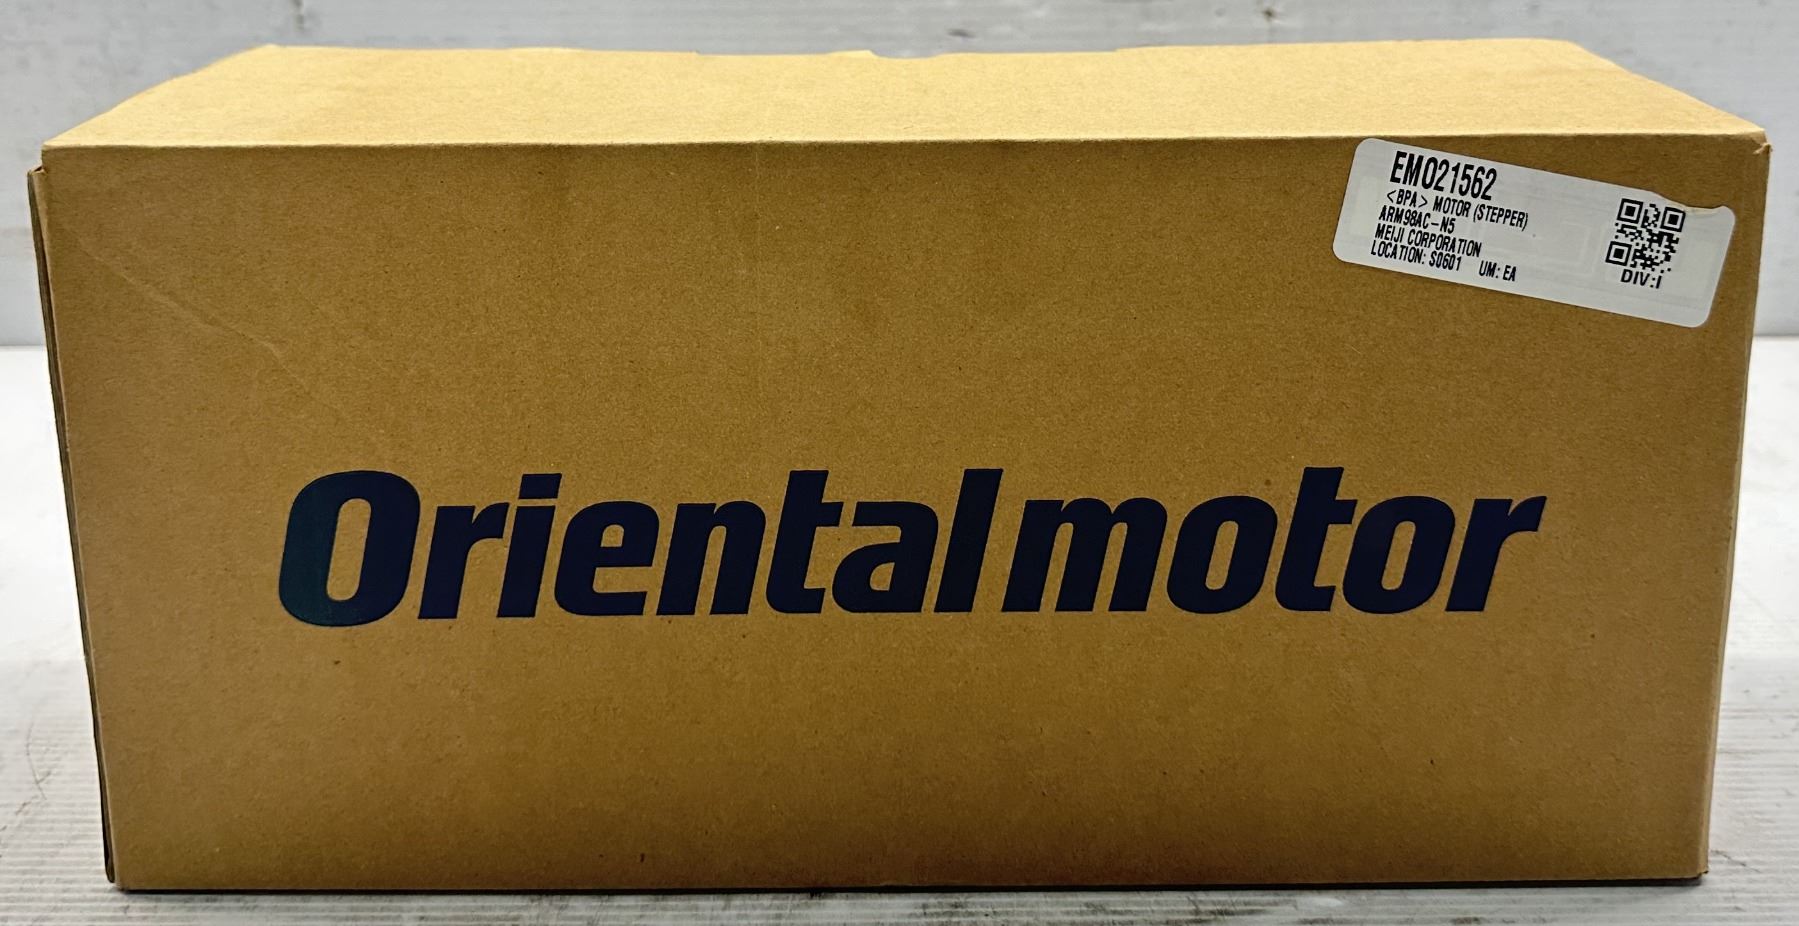 EM021562
<BPA> MOTOR (STEPPER)
ARM98AC-N5
MEIJI CORPORATION
LOCATION: S0601 UM: EA
DIV:i
Orientalmotor